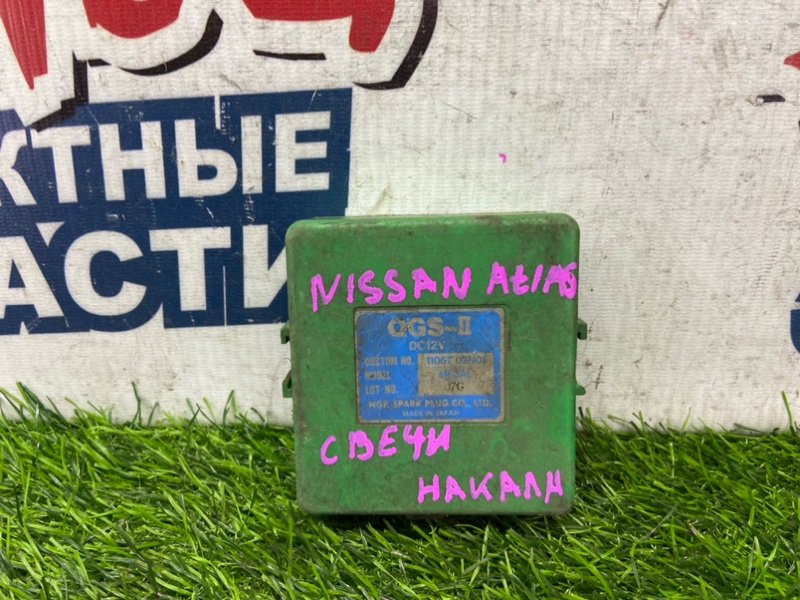 КТНЫЕ
АСТИ
NISSAN Atlas
QGS-II
DC12V
CUSTOM NO. 11067
MODEL
LOT NO. J7G
NGK SPARK PLUG CO., LTD.
MADE IN JAPAN
СВЕЧИ
НАКАЛА